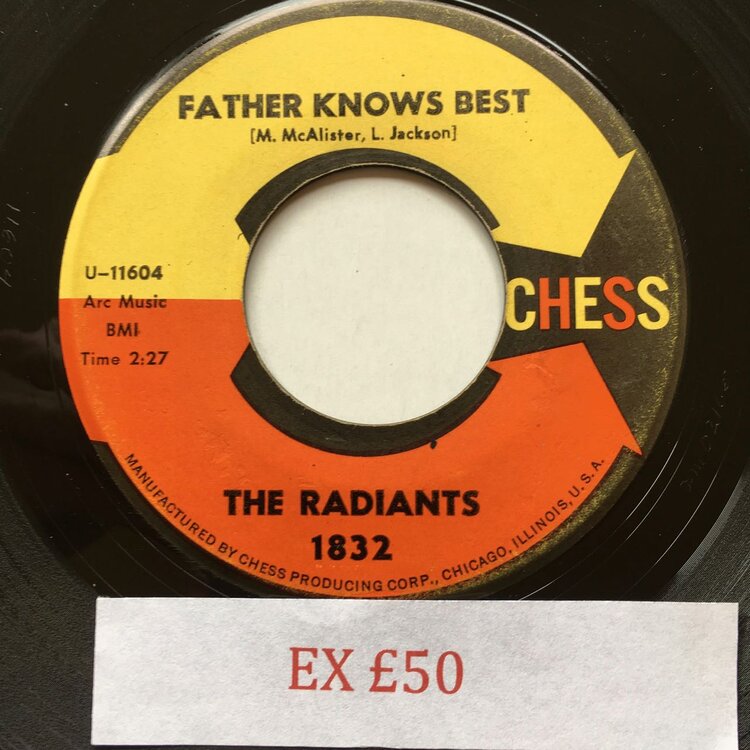 FATHER KNOWS BEST
[M. McAlister, L. Jackson]
U-11604
Arc Music
BMI
Time 2:27
CHESS
THE RADIANTS
1832
MANUFACTURED BY CHESS PRODUCING CORP., CHICAGO, ILLINOIS, U.S.A.
EX £50